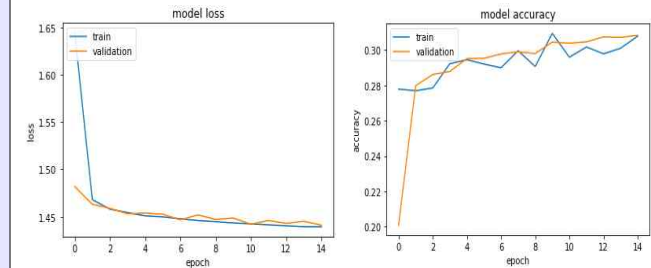 model loss
train
validation
loss
1.65
1.60
1.55
1.50
1.45
0 2 4 6 8 10 12 14
epoch
model accuracy
train
validation
accuracy
0.30
0.28
0.26
0.24
0.22
0.20
0 2 4 6 8 10 12 14
epoch